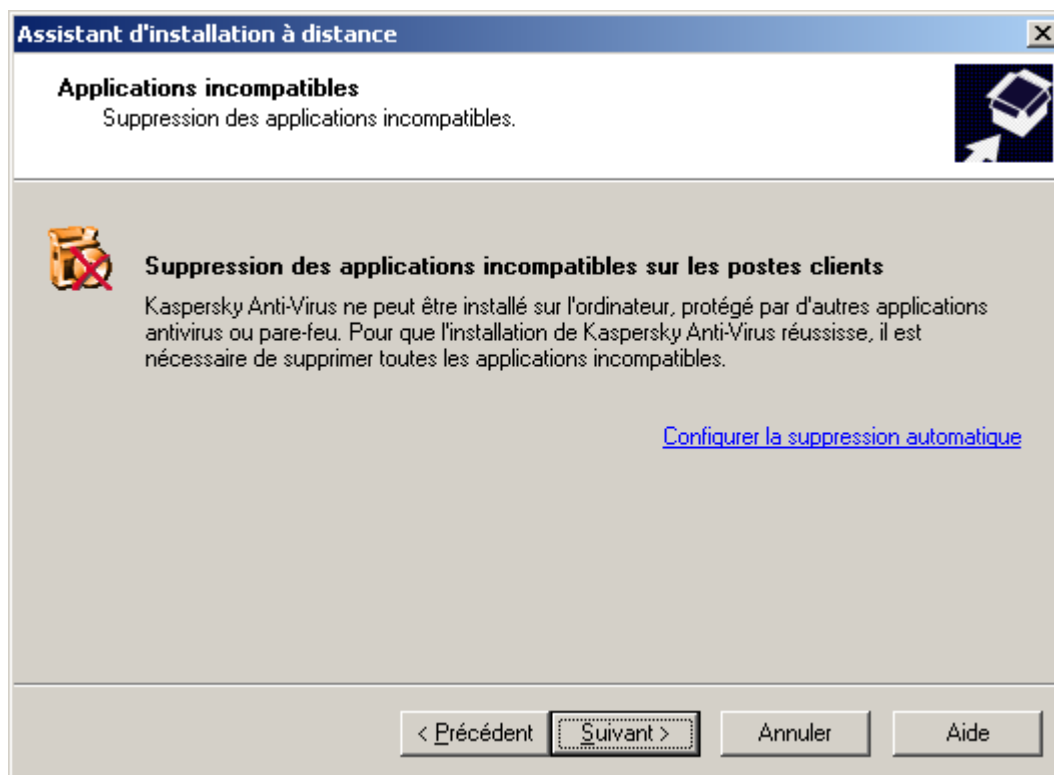 Assistant d'installation à distance
Applications incompatibles
Suppression des applications incompatibles.
Suppression des applications incompatibles sur les postes clients
Kaspersky Anti-Virus ne peut être installé sur l'ordinateur, protégé par d'autres applications
antivirus ou pare-feu. Pour que l'installation de Kaspersky Anti-Virus réussisse, il est
nécessaire de supprimer toutes les applications incompatibles.
Configurer la suppression automatique
< Précédent Suivant > Annuler Aide